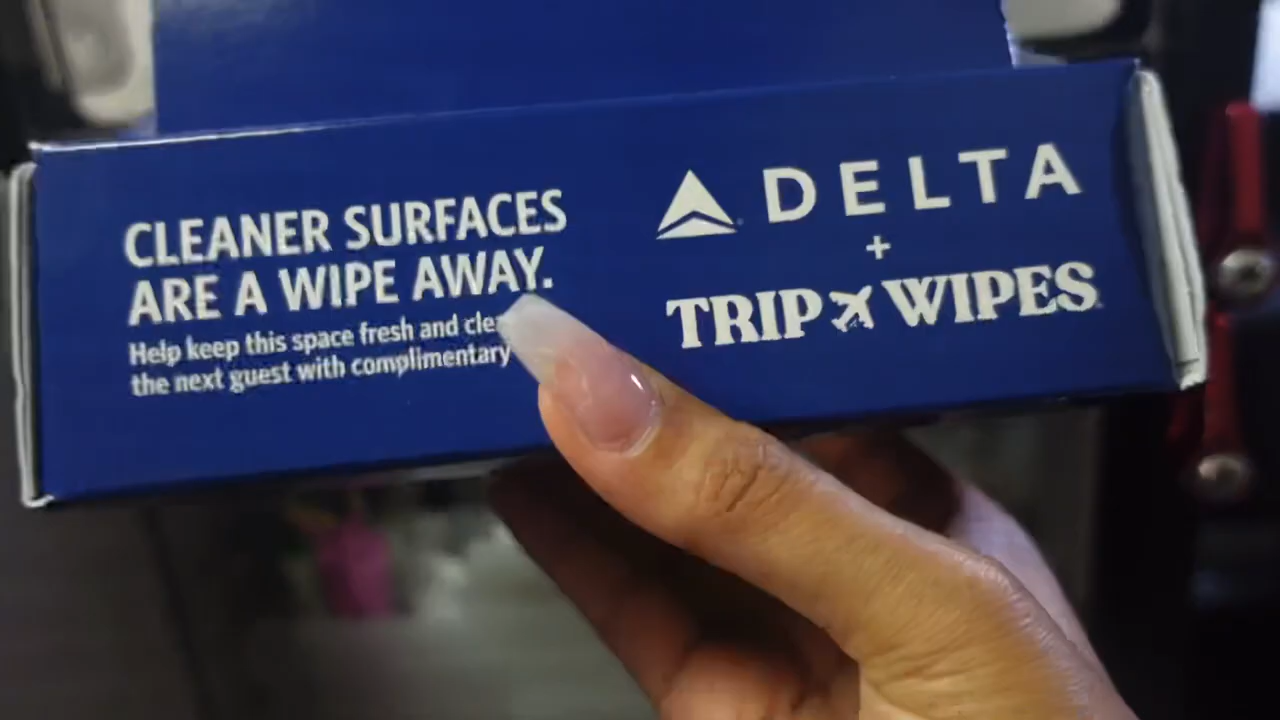 CLEANER SURFACES
ARE A WIPE AWAY.
Help keep this space fresh and
the next guest with complimentary
DELTA
+
TRIP WIPES